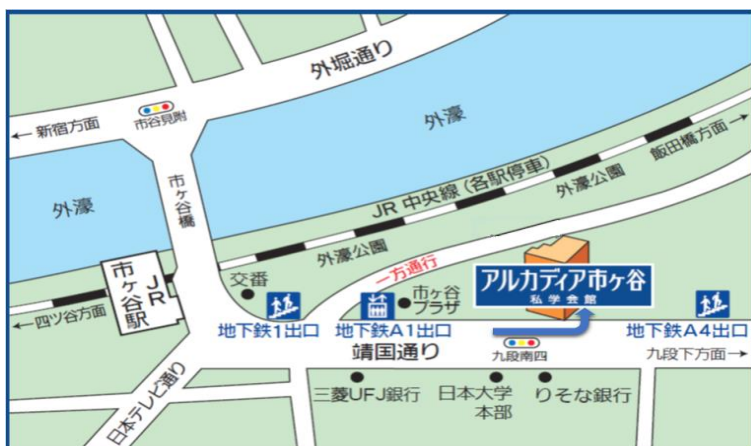 外堀通り
市谷見附
←新宿方面
外濠
飯田橋方面→
市ヶ谷橋
外濠
JR 中央線(各駅停車)
外濠公園
外濠公園
JR
市ヶ谷駅
一方通行
交番
市ヶ谷
プラザ
アルカディア市ヶ谷
私学会館
←四ツ谷方面
地下鉄1出口
地下鉄A1出口
地下鉄A4出口
靖国通り
九段南四
九段下方面→
日本テレビ通り
三菱UFJ銀行
日本大学
本部
りそな銀行